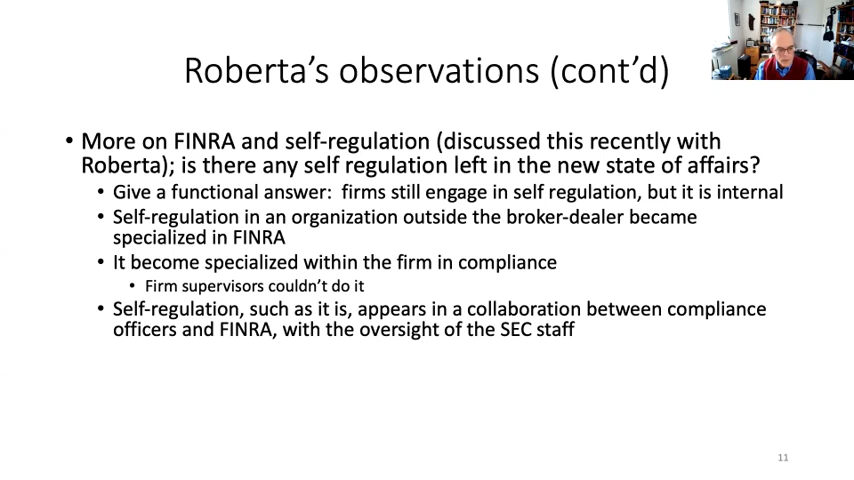 Roberta's observations (cont'd)
• More on FINRA and self-regulation (discussed this recently with
Roberta); is there any self regulation left in the new state of affairs?
• Give a functional answer: firms still engage in self regulation, but it is internal
• Self-regulation in an organization outside the broker-dealer became
specialized in FINRA
• It become specialized within the firm in compliance
• Firm supervisors couldn't do it
• Self-regulation, such as it is, appears in a collaboration between compliance
officers and FINRA, with the oversight of the SEC staff
11